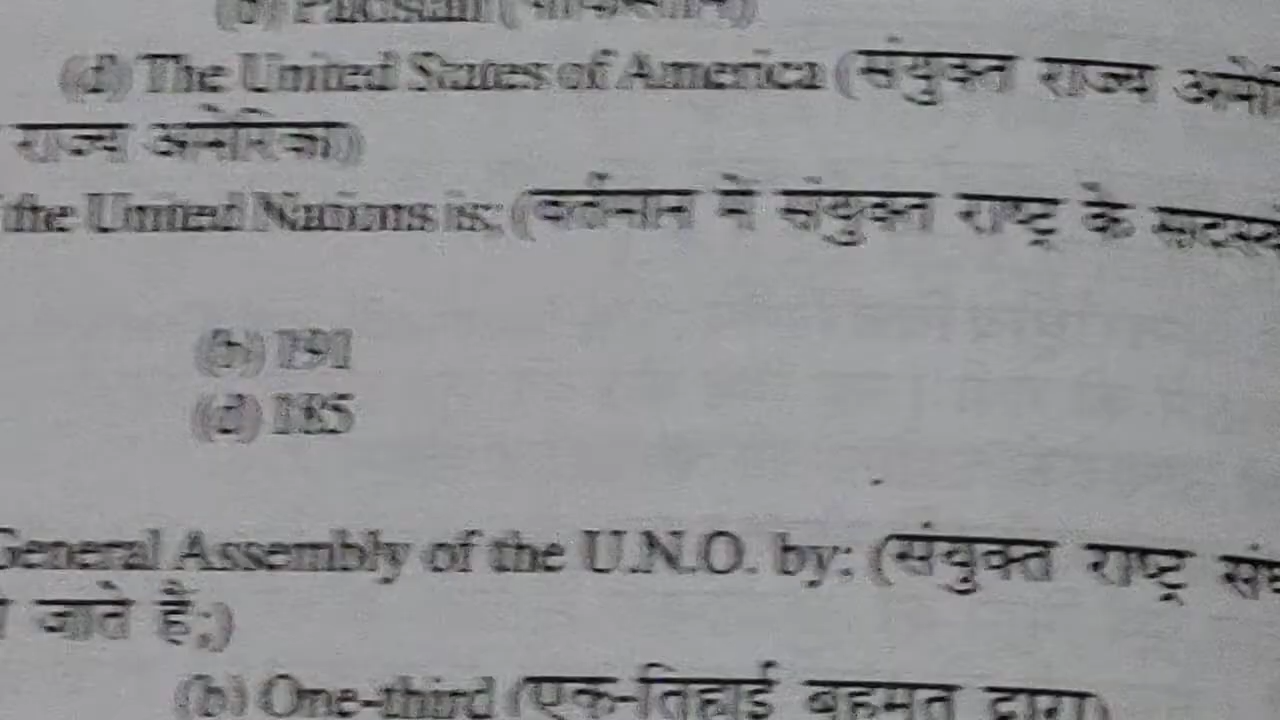 (d) The United States of America (संयुक्त राज्य
राज्य अमेरिका)
the United Nations is; (वर्तमान में संयुक्त राष्ट्र के
(b) 191
(d) 185
General Assembly of the U.N.O. by: (संयुक्त राष्ट्र
जाते हैं;)
(b) One-third (एक-तिहाई बहुमत द्वारा)